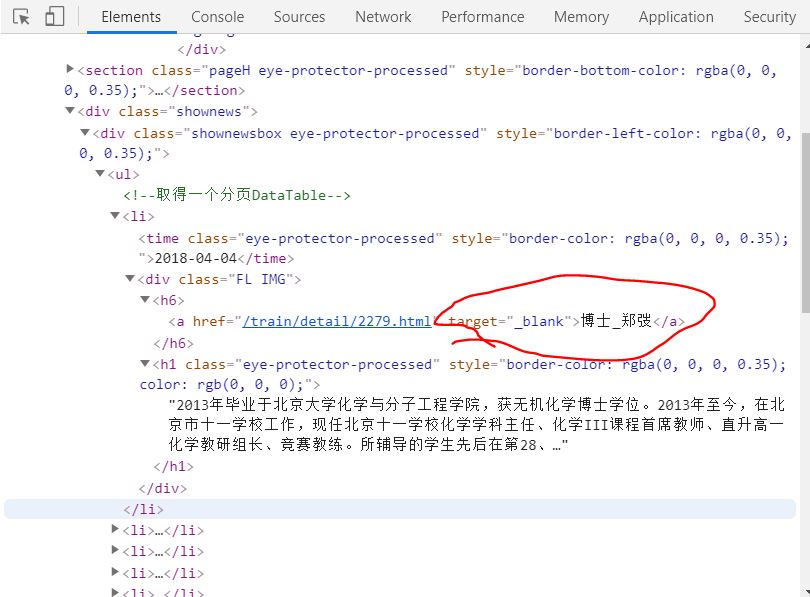 Elements Console Sources Network Performance Memory Application Security
</div>
<section class="pageH eye-protector-processed" style="border-bottom-color: rgba(0, 0,
0, 0.35);">…</section>
<div class="shownews">
<div class="shownewsbox eye-protector-processed" style="border-left-color: rgba(0, 0,
0, 0.35);">
<ul>
<!--取得一个分页DataTable-->
<li>
<time class="eye-protector-processed" style="border-color: rgba(0, 0, 0, 0.35);
">2018-04-04</time>
<div class="FL IMG">
<h6>
<a href="/train/detail/2279.html" target="_blank">博士_郑弢</a>
</h6>
<h1 class="eye-protector-processed" style="border-color: rgba(0, 0, 0, 0.35);
color: rgb(0, 0, 0);">
"2013年毕业于北京大学化学与分子工程学院，获无机化学博士学位。2013年至今，在北
京市十一学校工作，现任北京十一学校化学学科主任、化学III课程首席教师、直升高一
化学教研组长、竞赛教练。所辅导的学生先后在第28、…"
</h1>
</div>
</li>
<li>…</li>
<li>…</li>
<li>…</li>
<li>…</li>